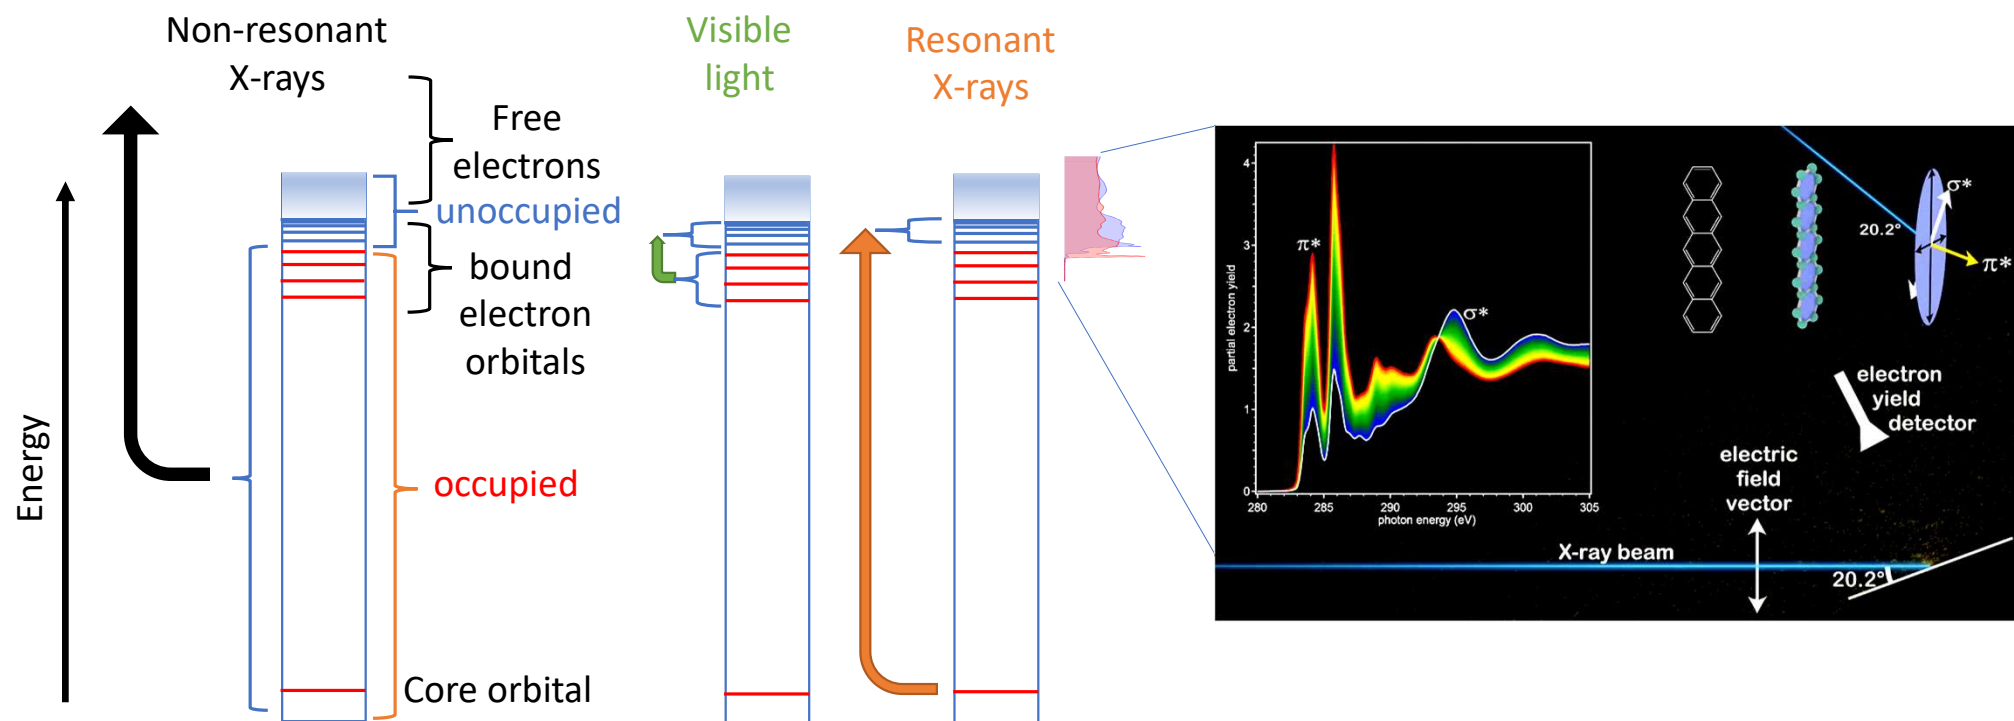 Non-resonant
X-rays
Visible
light
Resonant
X-rays
Free
electrons
unoccupied
bound
electron
orbitals
occupied
Core orbital
Energy
partial electron yield
4
3
2
1
0
280
285
290
295
300
305
photon energy (eV)
π*
σ*
σ*
20.2°
π*
electron
yield
detector
electric
field
vector
X-ray beam
20.2°